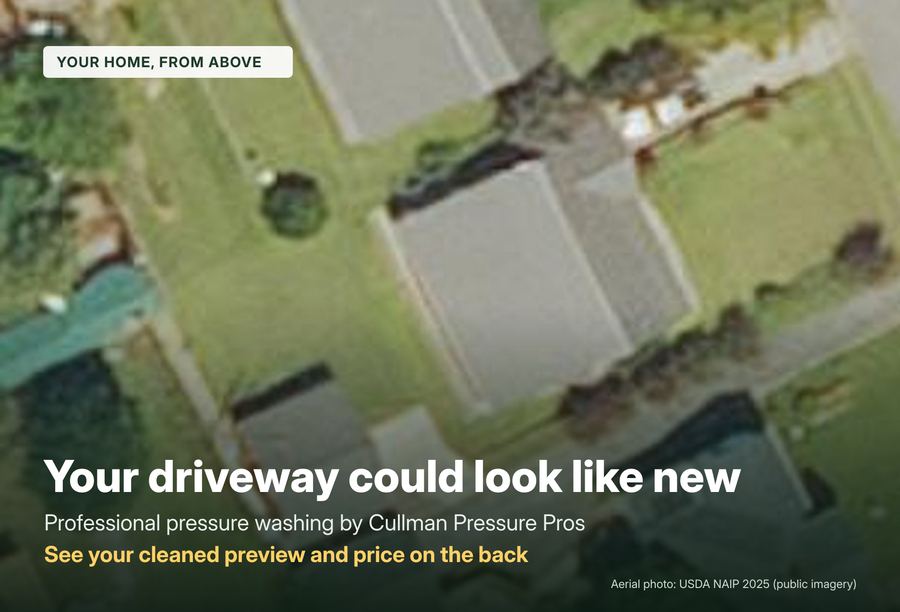 YOUR HOME, FROM ABOVE
Your driveway could look like new
Professional pressure washing by Cullman Pressure Pros
See your cleaned preview and price on the back
Aerial photo: USDA NAIP 2025 (public imagery)